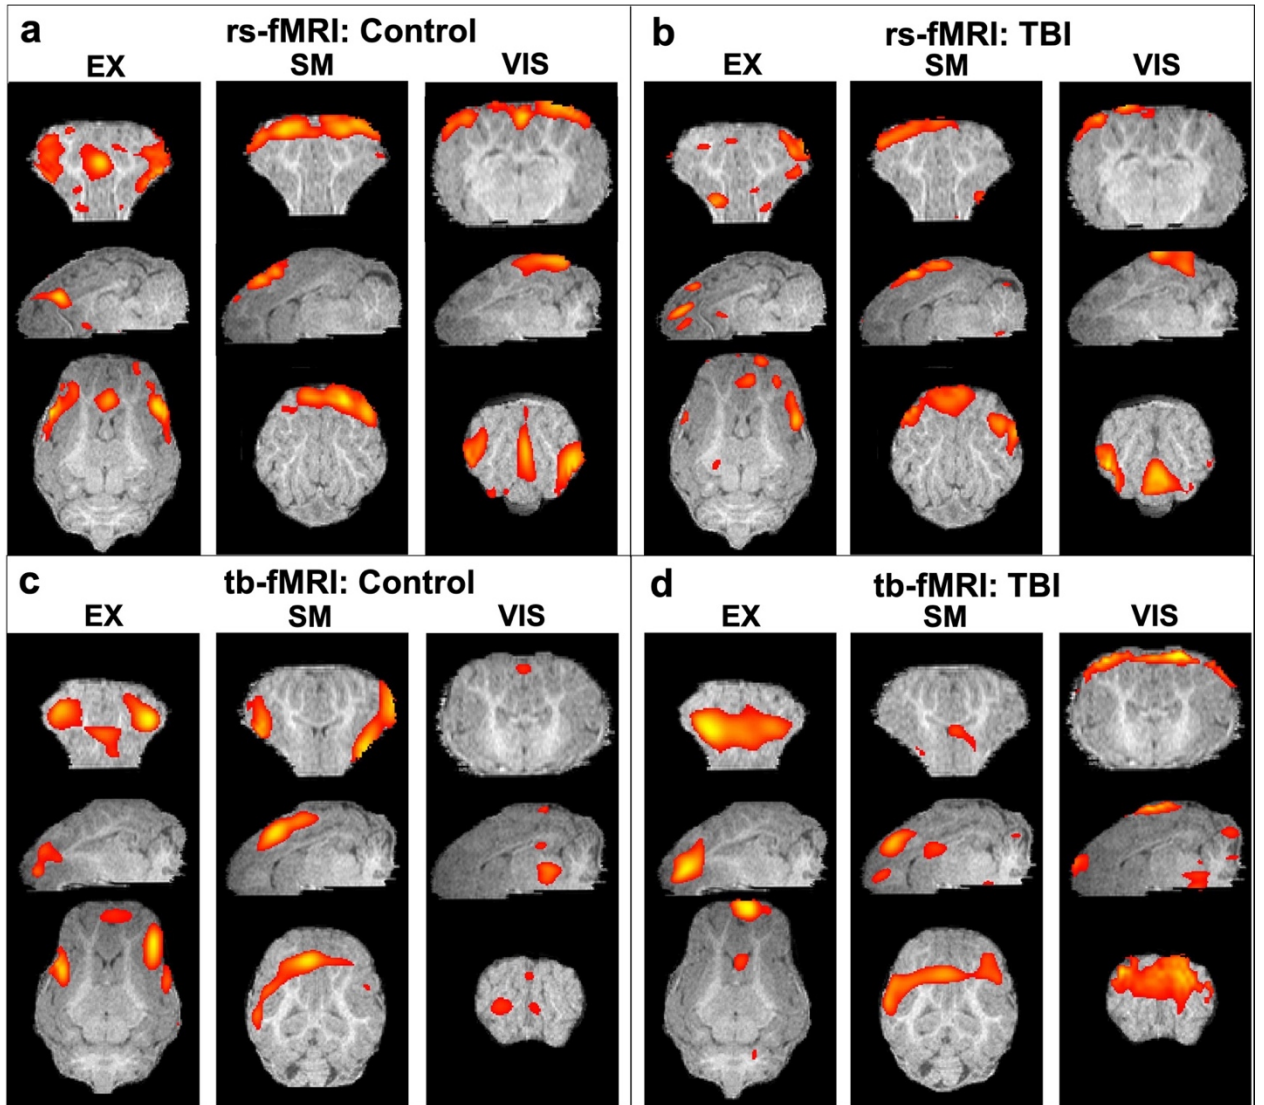 a rs-fMRI: Control
EX SM VIS
b rs-fMRI: TBI
EX SM VIS
c tb-fMRI: Control
EX SM VIS
d tb-fMRI: TBI
EX SM VIS